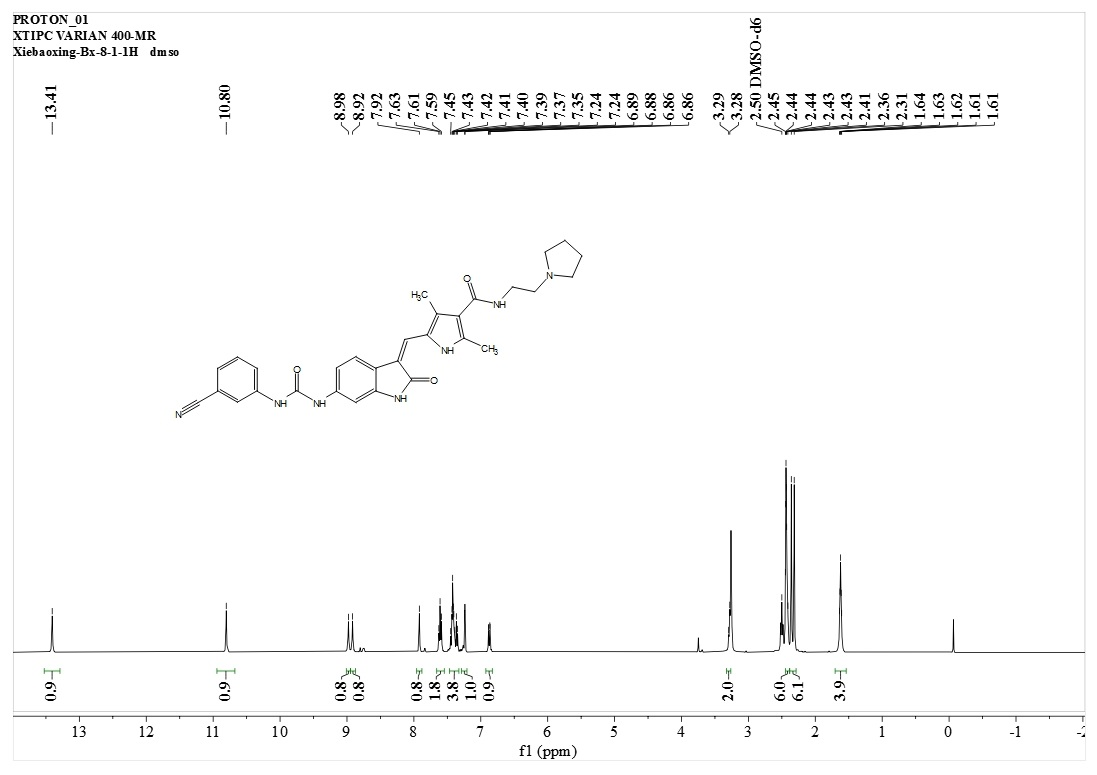 PROTON_01
XTIPC VARIAN 400-MR
Xiebaoxing-Bx-8-1-1H dmso
13.41
10.80
8.98
8.92
7.92
7.63
7.61
7.59
7.45
7.43
7.42
7.41
7.40
7.39
7.37
7.35
7.24
7.24
6.89
6.88
6.86
6.86
3.29
3.28
2.50 DMSO-d6
2.45
2.44
2.44
2.43
2.43
2.41
2.36
2.31
1.64
1.63
1.62
1.61
1.61
N
O
O
H3C
NH
NH
CH3
O
NH
NH
O
NH
N
0.9
0.9
0.8
0.8
0.8
1.8
3.8
1.0
0.9
2.0
6.0
6.1
3.9
13 12 11 10 9 8 7 6 5 4 3 2 1 0 -1 -2
f1 (ppm)